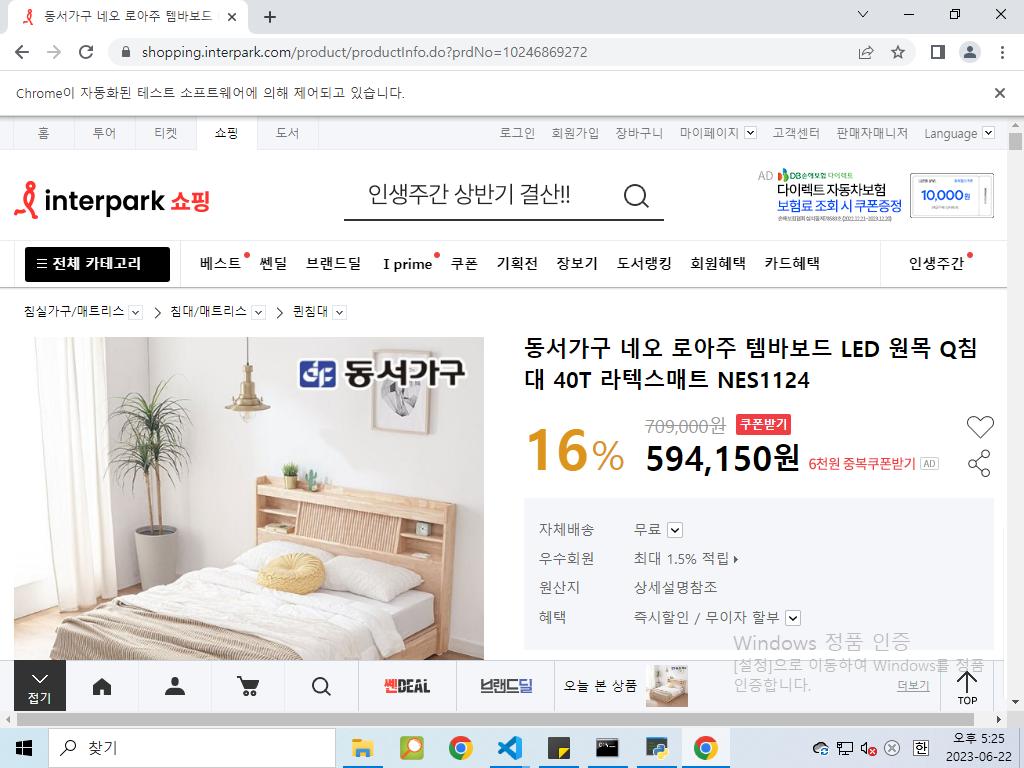 동서가구 네오 로아주 템바보드
shopping.interpark.com/product/productInfo.do?prdNo=10246869272
Chrome이 자동화된 테스트 소프트웨어에 의해 제어되고 있습니다.
홈 투어 티켓 쇼핑 도서 로그인 회원가입 장바구니 마이페이지 고객센터 판매자매니저 Language
interpark 쇼핑
인생주간 상반기 결산!!
AD DB손해보험 다이렉트
다이렉트 자동차보험
보험료 조회 시 쿠폰증정
10,000원
전체 카테고리 베스트 쎈딜 브랜드딜 I prime 쿠폰 기획전 장보기 도서랭킹 회원혜택 카드혜택 인생주간
침실가구/매트리스 침대/매트리스 퀸침대
동서가구
동서가구 네오 로아주 템바보드 LED 원목 Q침
대 40T 라텍스매트 NES1124
709,000원 쿠폰받기
16% 594,150원 6천원 중복쿠폰받기 AD
자체배송 무료
우수회원 최대 1.5% 적립
원산지 상세설명참조
혜택 즉시할인 / 무이자 할부
Windows 정품 인증
[설정]으로 이동하여 Windows를 정품
인증합니다.
접기 쎈DEAL 브랜드딜 오늘 본 상품 더보기 TOP
찾기
한
오후 5:25
2023-06-22